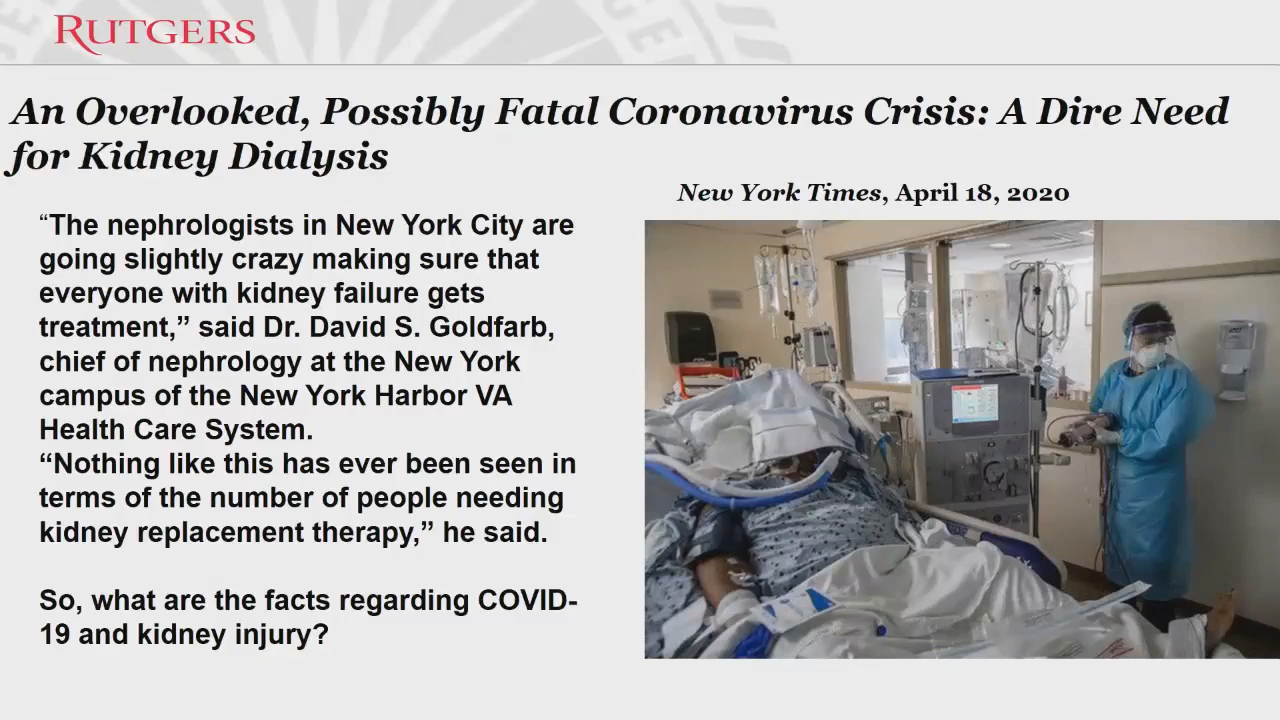 RUTGERS
An Overlooked, Possibly Fatal Coronavirus Crisis: A Dire Need
for Kidney Dialysis
New York Times, April 18, 2020
“The nephrologists in New York City are
going slightly crazy making sure that
everyone with kidney failure gets
treatment,” said Dr. David S. Goldfarb,
chief of nephrology at the New York
campus of the New York Harbor VA
Health Care System.
“Nothing like this has ever been seen in
terms of the number of people needing
kidney replacement therapy,” he said.
So, what are the facts regarding COVID-
19 and kidney injury?